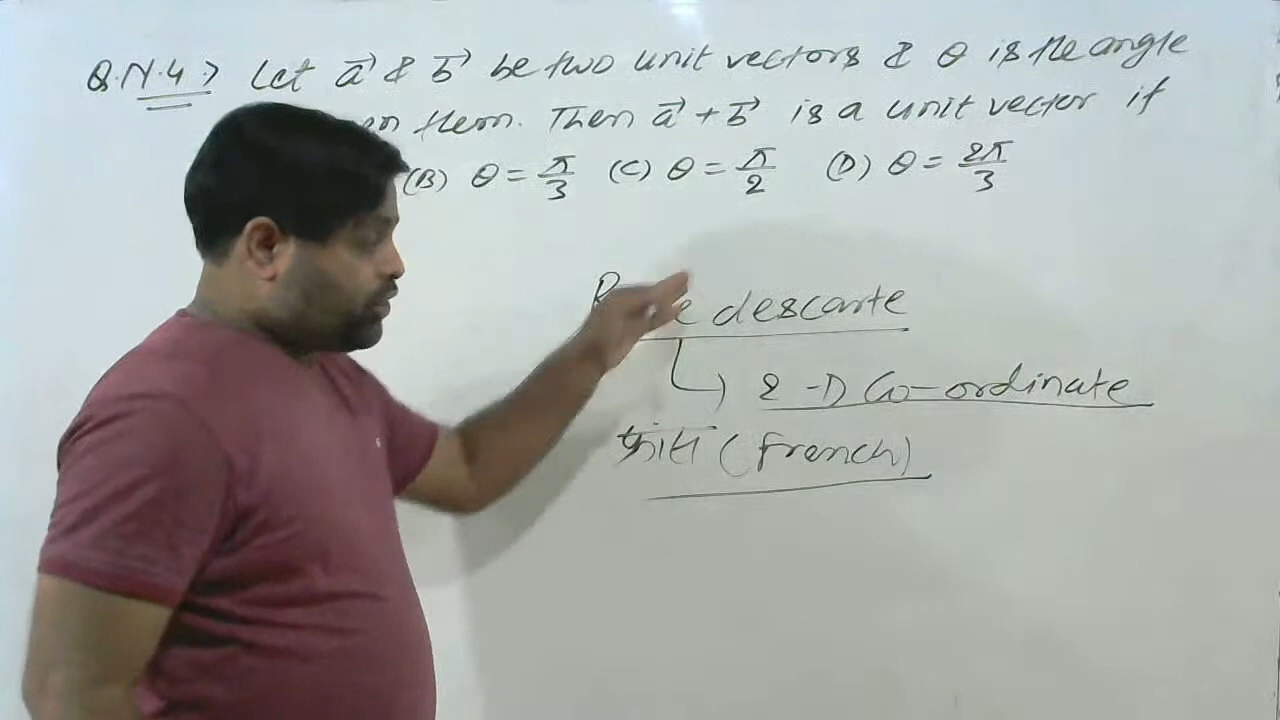 Q.N.4 :) Let a⃗ & b⃗ be two unit vectors & θ is the angle
them. Then a⃗ + b⃗ is a unit vector if
(B) θ = π/3 (C) θ = π/2 (D) θ = 2π/3
descarte
2-D Co-ordinate
(french)